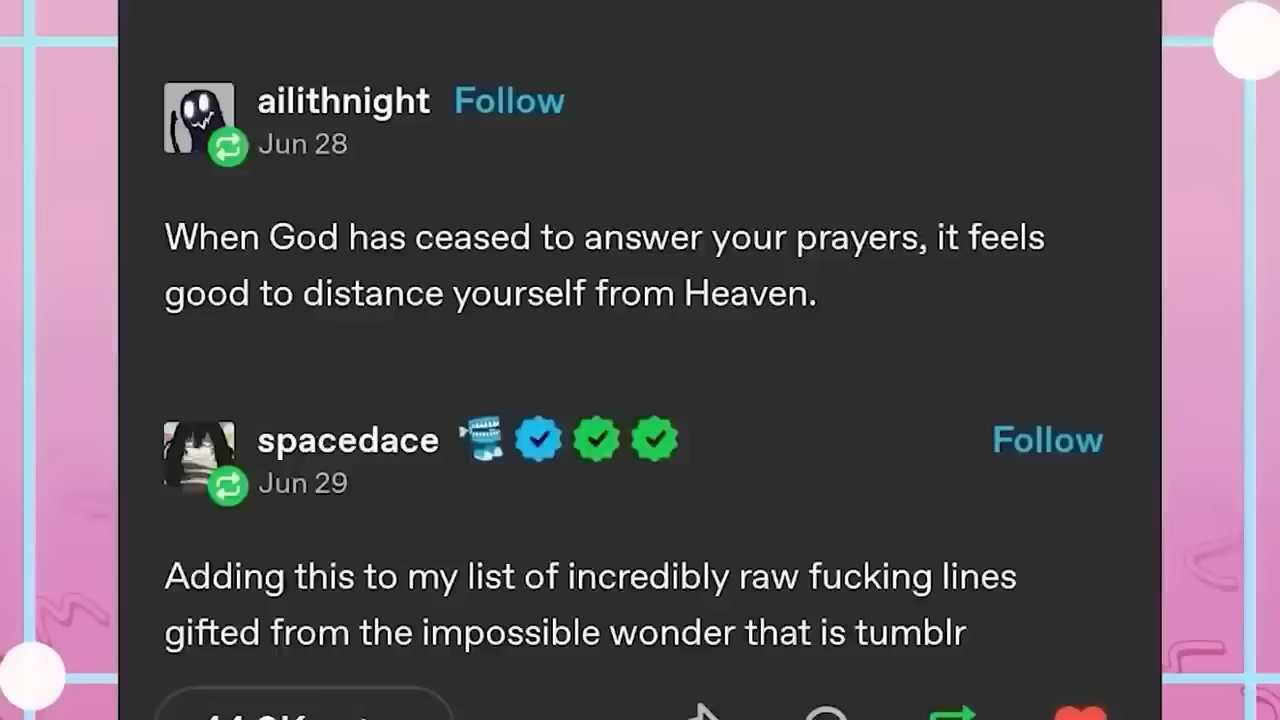 ailithnight Follow
Jun 28
When God has ceased to answer your prayers, it feels
good to distance yourself from Heaven.
spacedace Follow
Jun 29
Adding this to my list of incredibly raw fucking lines
gifted from the impossible wonder that is tumblr